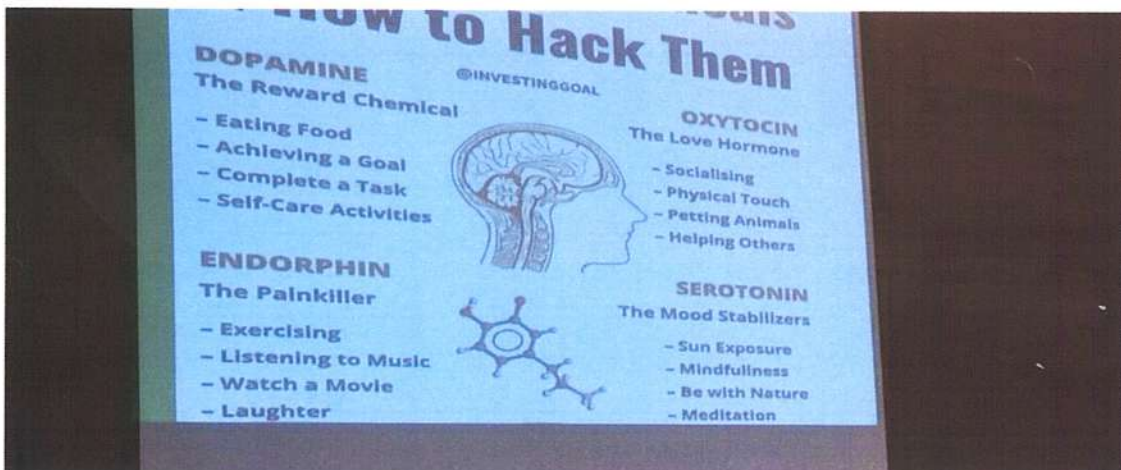 How to Hack Them
@INVESTINGGOAL
DOPAMINE
The Reward Chemical
– Eating Food
– Achieving a Goal
– Complete a Task
– Self-Care Activities
OXYTOCIN
The Love Hormone
– Socialising
– Physical Touch
– Petting Animals
– Helping Others
ENDORPHIN
The Painkiller
– Exercising
– Listening to Music
– Watch a Movie
– Laughter
SEROTONIN
The Mood Stabilizers
– Sun Exposure
– Mindfullness
– Be with Nature
– Meditation